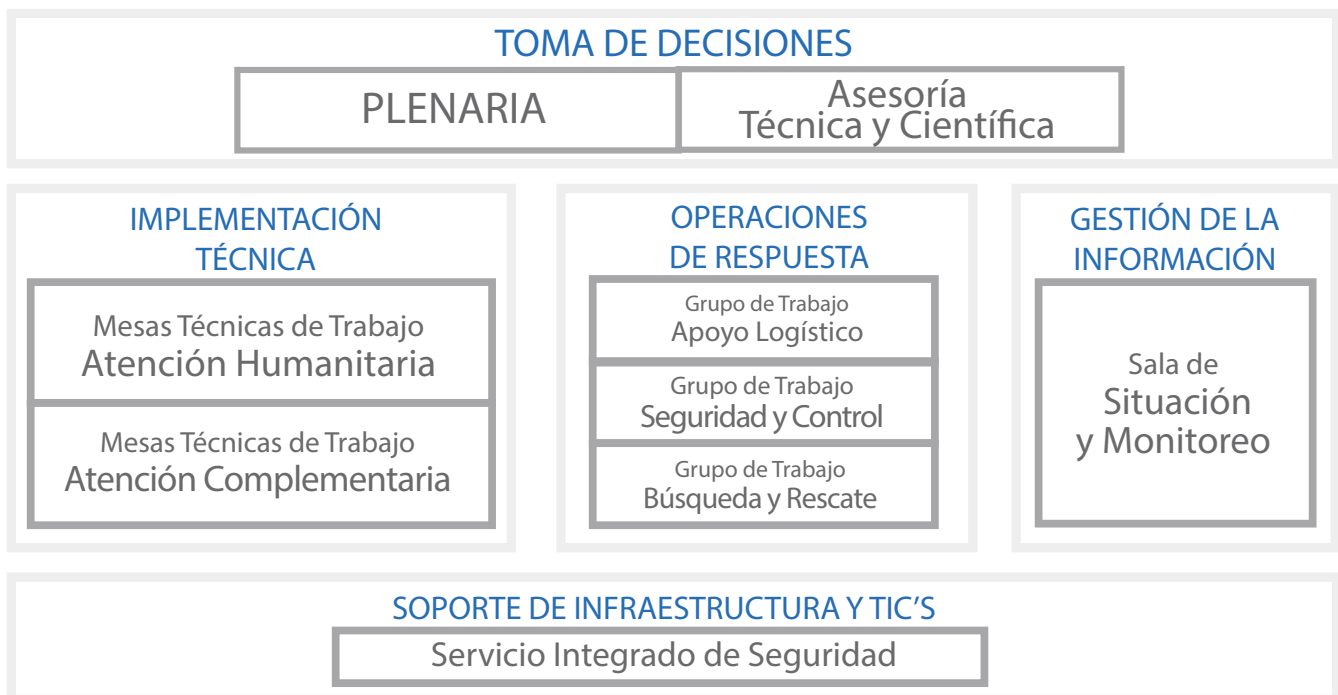 TOMA DE DECISIONES
PLENARIA
Asesoría
Técnica y Científica
IMPLEMENTACIÓN
TÉCNICA
Mesas Técnicas de Trabajo
Atención Humanitaria
Mesas Técnicas de Trabajo
Atención Complementaria
OPERACIONES
DE RESPUESTA
Grupo de Trabajo
Apoyo Logístico
Grupo de Trabajo
Seguridad y Control
Grupo de Trabajo
Búsqueda y Rescate
GESTIÓN DE LA
INFORMACIÓN
Sala de
Situación
y Monitoreo
SOPORTE DE INFRAESTRUCTURA Y TIC’S
Servicio Integrado de Seguridad